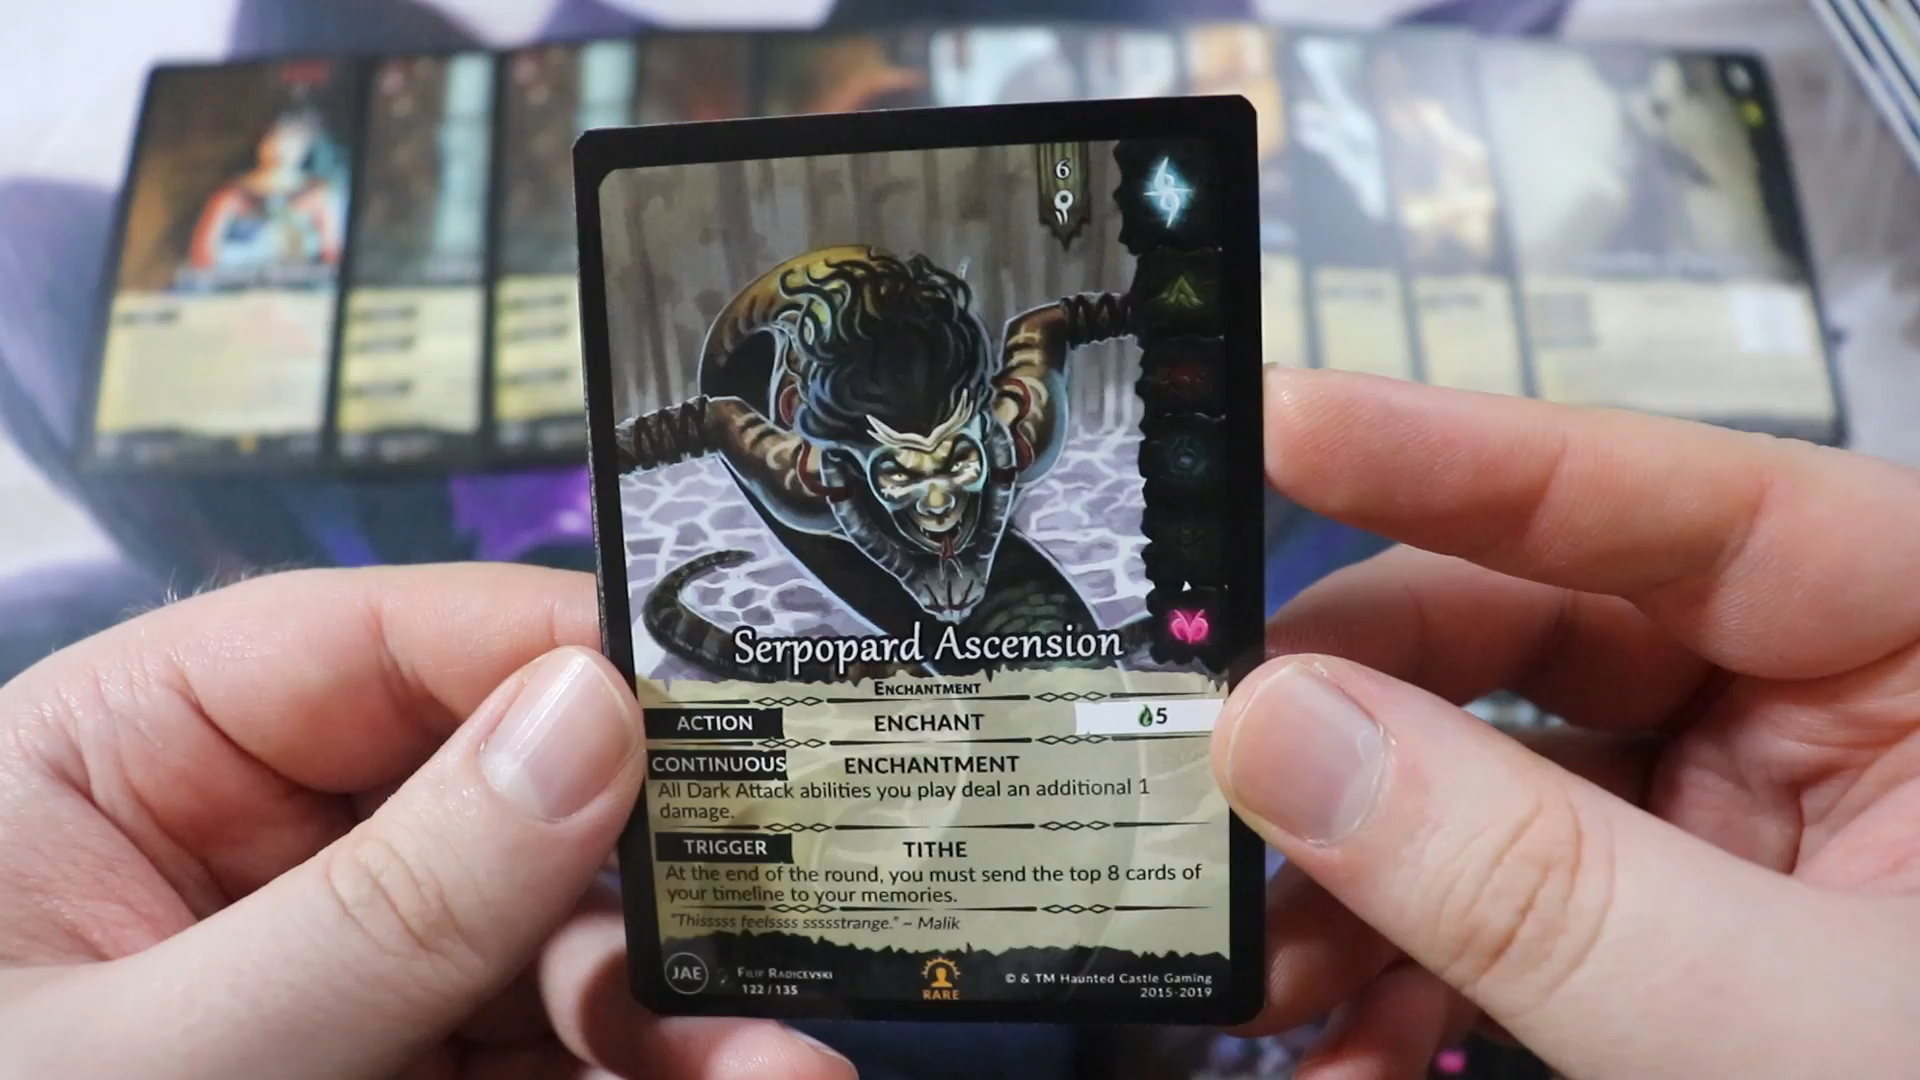 6
Serpopard Ascension
ENCHANTMENT
ACTION ENCHANT 5
CONTINUOUS ENCHANTMENT
All Dark Attack abilities you play deal an additional 1
damage.
TRIGGER TITHE
At the end of the round, you must send the top 8 cards of
your timeline to your memories.
"Thisssss feelssss sssstrange." ~ Malik
JAE FILIP RADICEVSKI
122 / 135
RARE
© & TM Haunted Castle Gaming
2015-2019